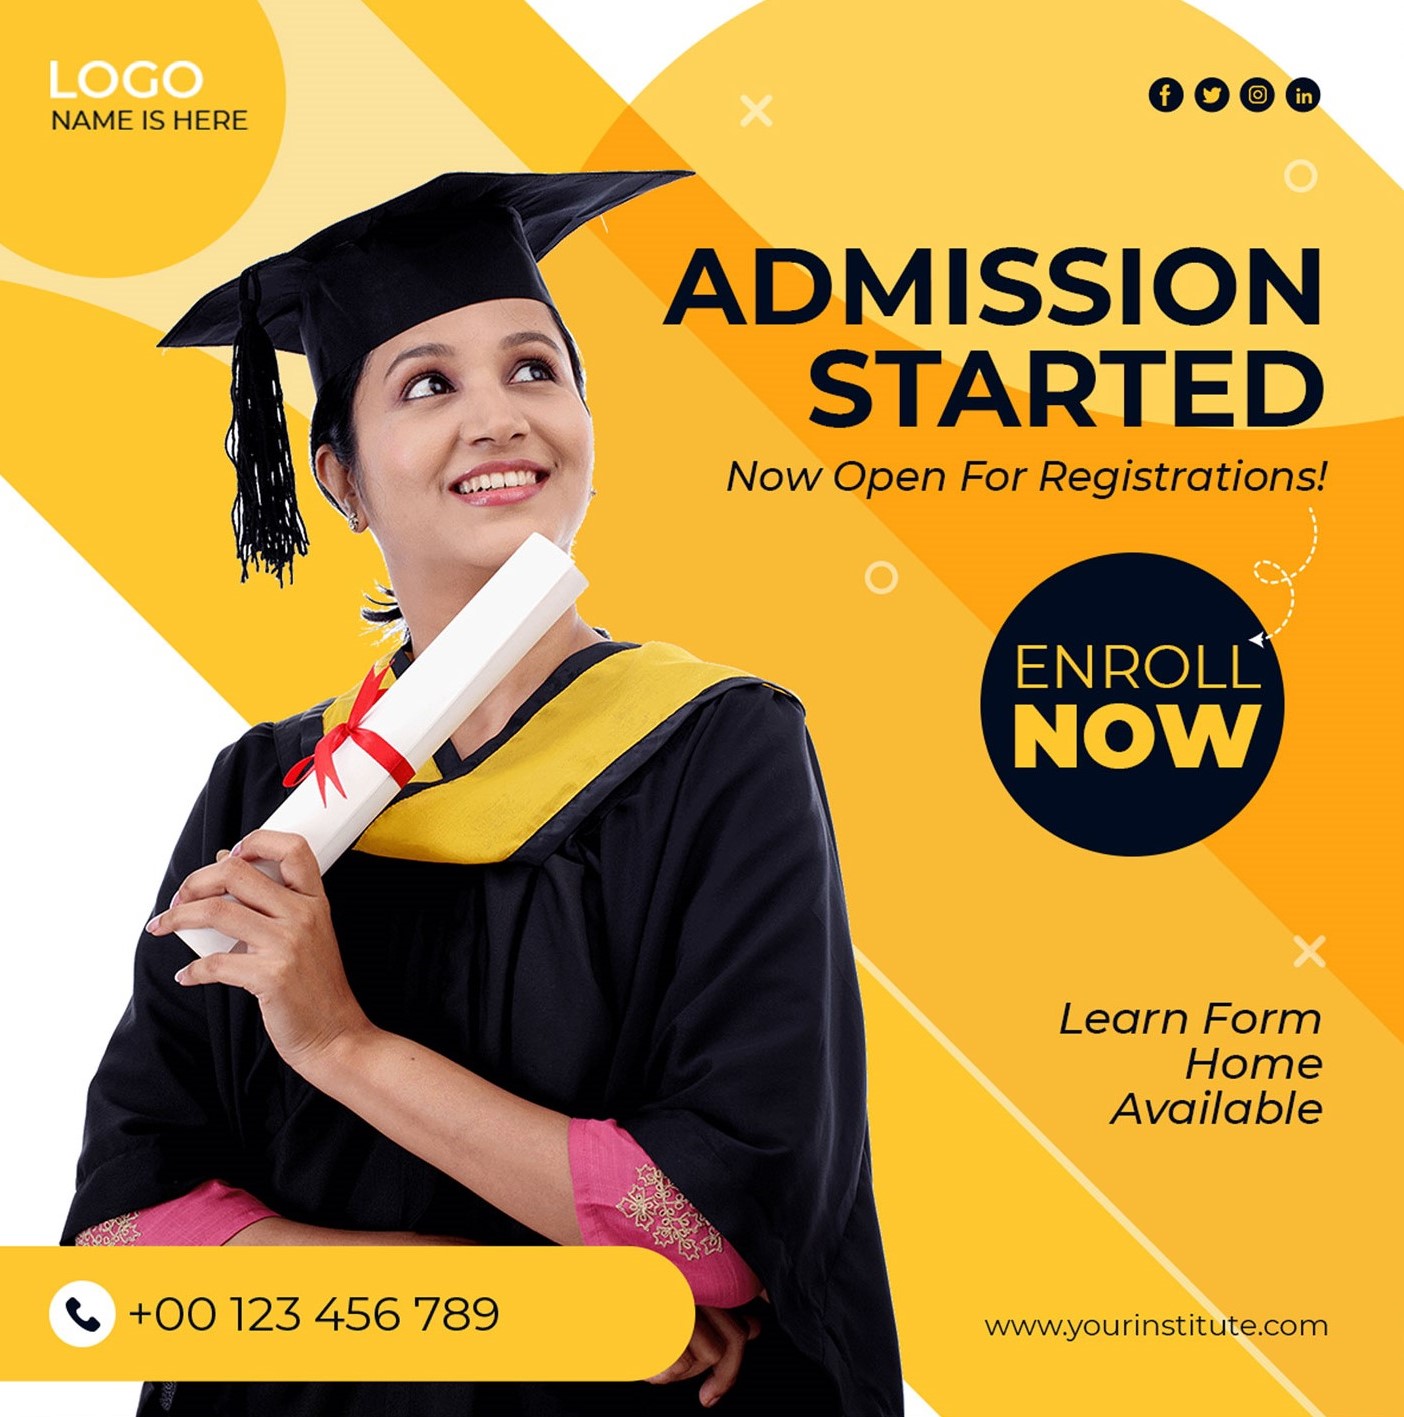 LOGO
NAME IS HERE
ADMISSION
STARTED
Now Open For Registrations!
ENROLL
NOW
Learn Form
Home
Available
+00 123 456 789
www.yourinstitute.com